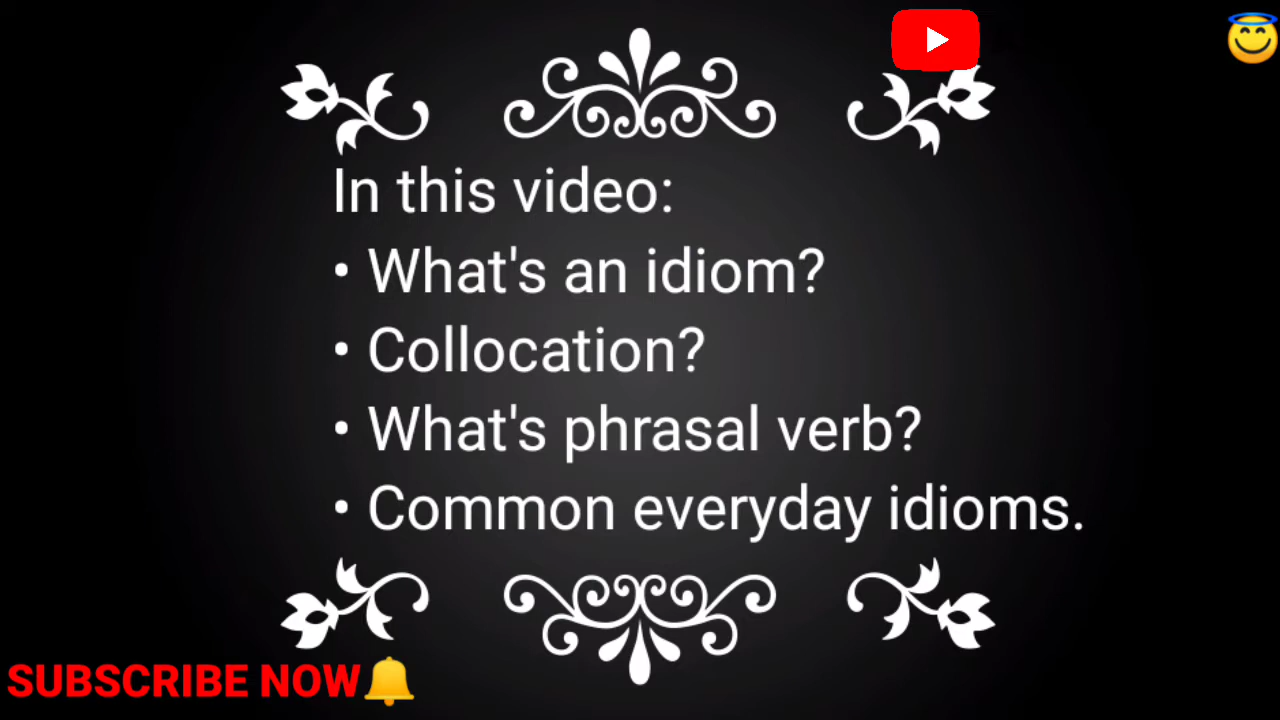 In this video:
• What's an idiom?
• Collocation?
• What's phrasal verb?
• Common everyday idioms.
SUBSCRIBE NOW